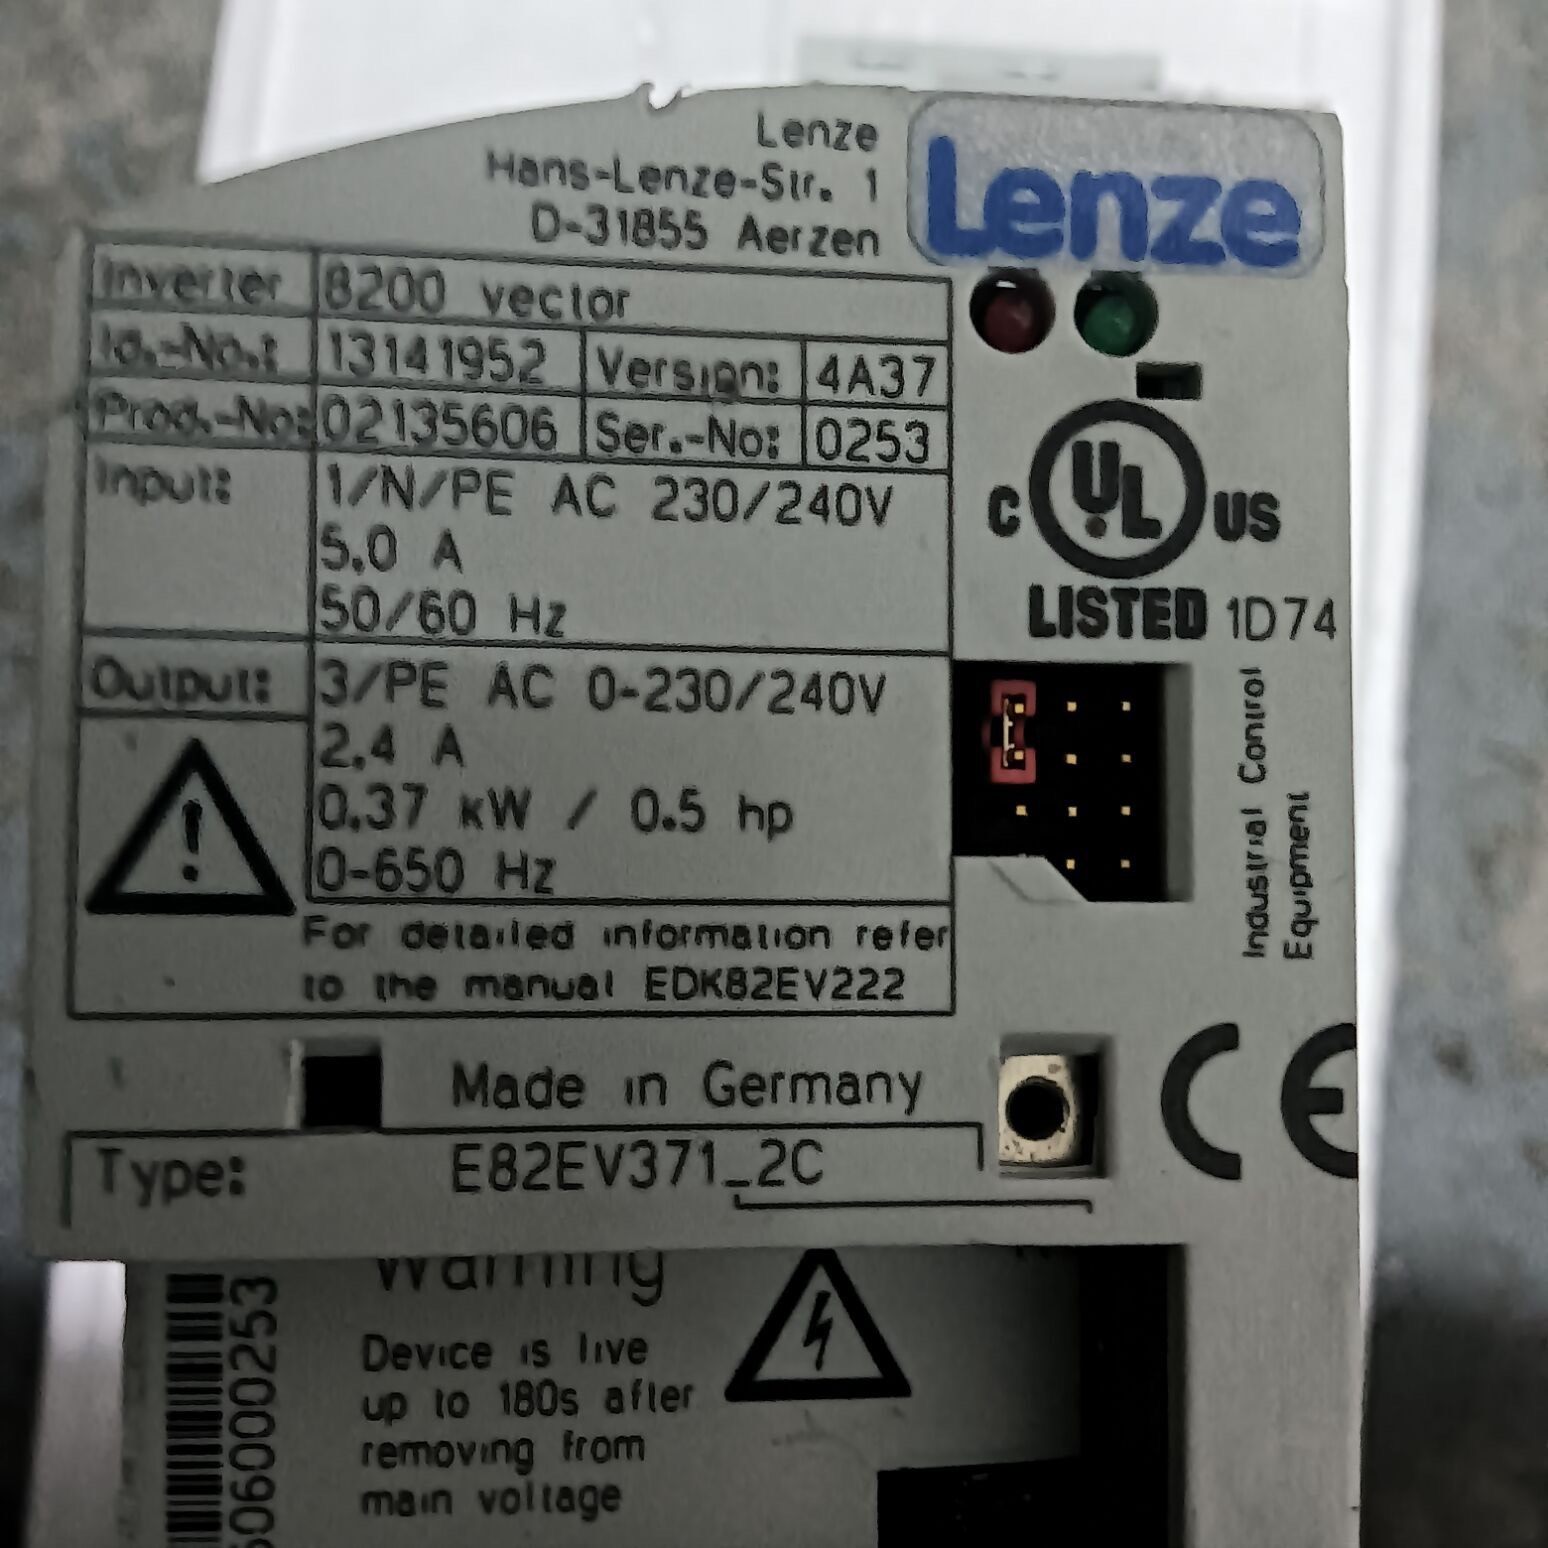 Lenze
Hans-Lenze-Str. 1
D-31855 Aerzen
Lenze
Inverter 8200 vector
Id.-No.: 13141952 Version: 4A37
Prod.-No: 02135606 Ser.-No: 0253
Input: 1/N/PE AC 230/240V
5.0 A
50/60 Hz
Output: 3/PE AC 0-230/240V
2.4 A
0.37 kW / 0.5 hp
0-650 Hz
For detailed information refer
to the manual EDK82EV222
C UL US
LISTED 1D74
Industrial Control
Equipment
Made in Germany
CE
Type: E82EV371_2C
Warning
Device is live
up to 180s after
removing from
main voltage
06000253